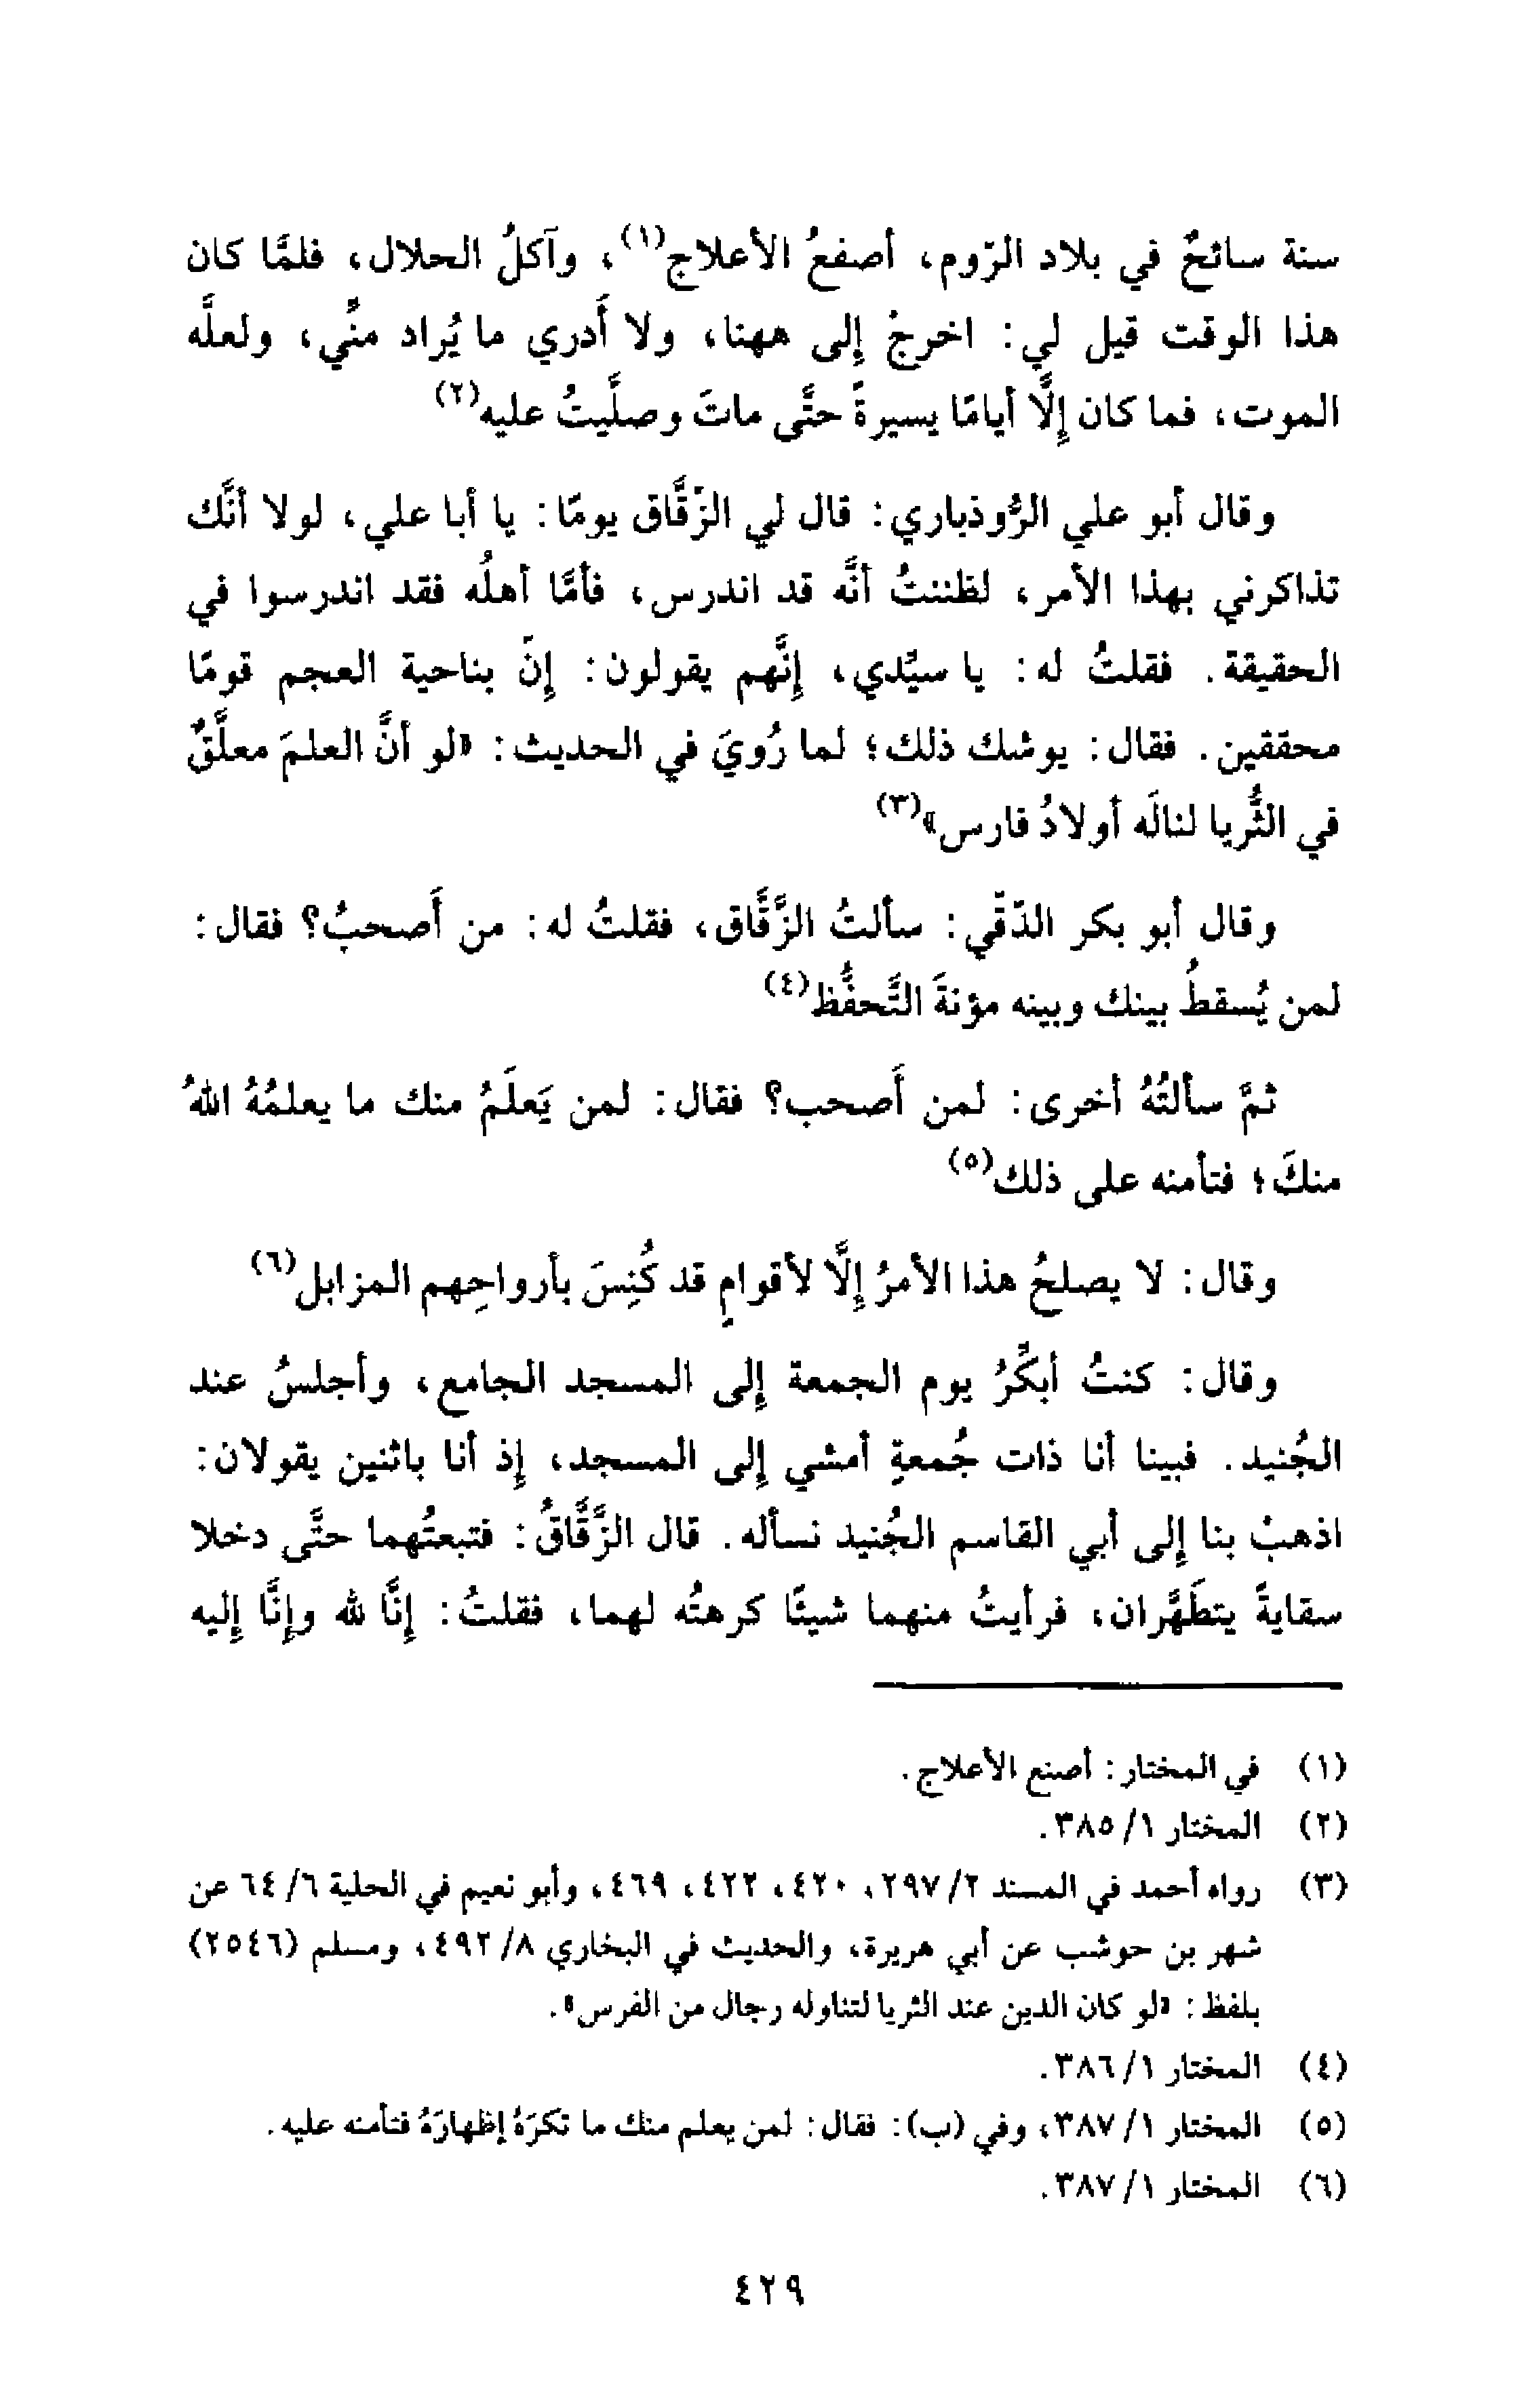 سنة سائحٌ في بلاد الرّوم، أصفعُ الأعلاج(١)، وآكلُ الحلال، فلمَّا كان
هذا الوقت قيل لي: اخرجْ إلى ههنا، ولا أَدري ما يُراد منِّي، ولعلَّه
الموت، فما كان إلَّا أيامًا يسيرةً حتَّى ماتَ وصلَّيتُ عليه(٢)
وقال أبو علي الرُّوذباري: قال لي الزّقَّاق يومًا: يا أبا علي، لولا أنَّك
تذاكرني بهذا الأمر، لظننتُ أنَّه قد اندرس، فأمَّا أهلُه فقد اندرسوا في
الحقيقة. فقلتُ له: يا سيِّدي، إنَّهم يقولون: إنّ بناحية العجم قومًا
محققين. فقال: يوشك ذلك؛ لما رُويَ في الحديث: «لو أنَّ العلمَ معلَّقٌ
في الثُّريا لنالَه أولادُ فارس»(٣)
وقال أبو بكر الدّقّي: سألتُ الزَّقَّاق، فقلتُ له: من أَصحبُ؟ فقال:
لمن يُسقطُ بينك وبينه مؤنةَ التَّحفُّظ(٤)
ثمَّ سألتُهُ أخرى: لمن أَصحب؟ فقال: لمن يَعلَمُ منك ما يعلمُهُ اللهُ
منكَ؛ فتأمنه على ذلك(٥)
وقال: لا يصلحُ هذا الأمرُ إلَّا لأقوامٍ قد كُنِسَ بأرواحِهم المزابل(٦)
وقال: كنتُ أبكِّرُ يوم الجمعة إلى المسجد الجامع، وأجلسُ عند
الجُنيد. فبينا أنا ذات جُمعةٍ أمشي إلى المسجد، إذ أنا باثنين يقولان:
اذهبْ بنا إلى أبي القاسم الجُنيد نسأله. قال الزَّقَّاقُ: فتبعتُهما حتَّى دخلا
سقايةً يتطَهَّران، فرأيتُ منهما شيئًا كرهتُه لهما، فقلتُ: إنَّا لله وإنَّا إليه
(١) في المختار: أصنع الأعلاج.
(٢) المختار ١/ ٣٨٥.
(٣) رواه أحمد في المسند ٢/ ٢٩٧، ٤٢٠، ٤٢٢، ٤٦٩، وأبو نعيم في الحلية ٦/ ٦٤ عن
شهر بن حوشب عن أبي هريرة، والحديث في البخاري ٨/ ٤٩٢، ومسلم (٢٥٤٦)
بلفظ: «لو كان الدين عند الثريا لتناوله رجال من الفرس».
(٤) المختار ١/ ٣٨٦.
(٥) المختار ١/ ٣٨٧، وفي (ب): فقال: لمن يعلم منك ما تكرَهُ إظهارَهُ فتأمنه عليه.
(٦) المختار ١/ ٣٨٧.
٤٢٩